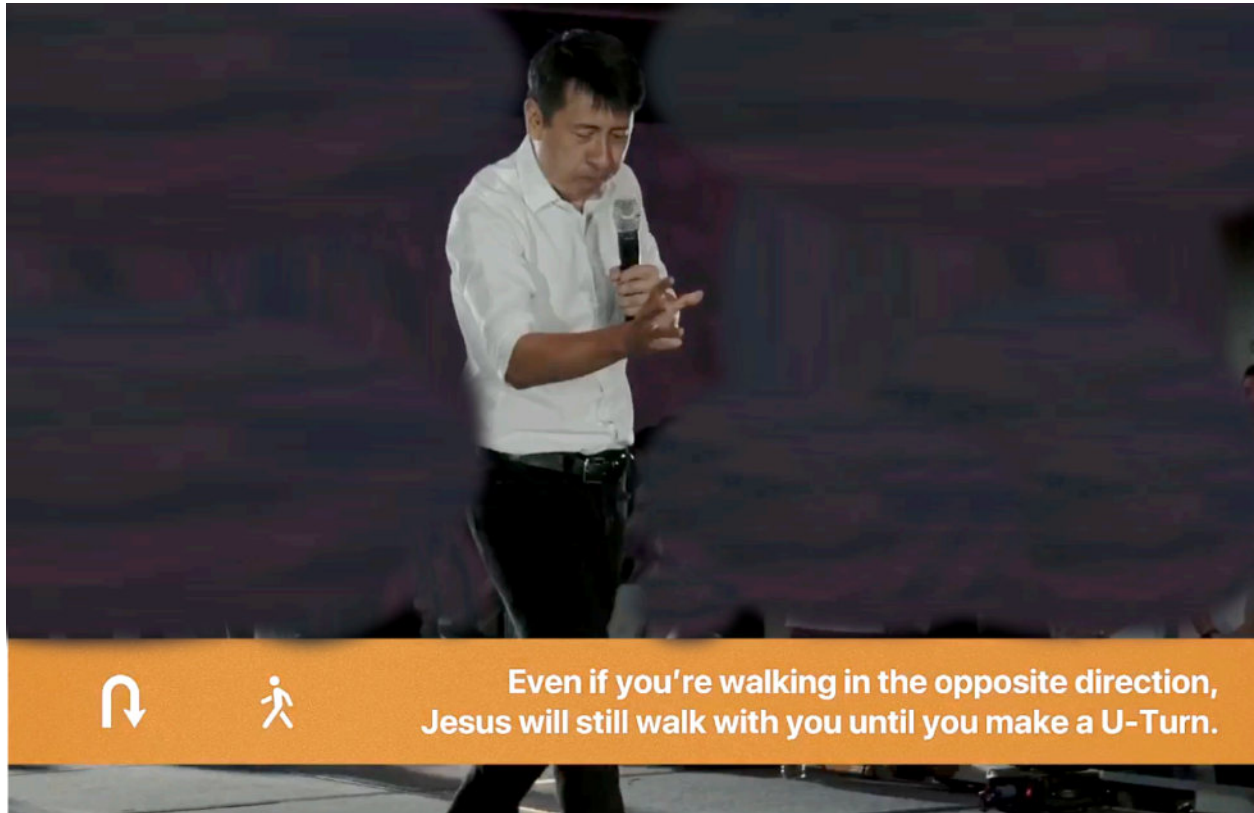 Even if you're walking in the opposite direction,
Jesus will still walk with you until you make a U-Turn.